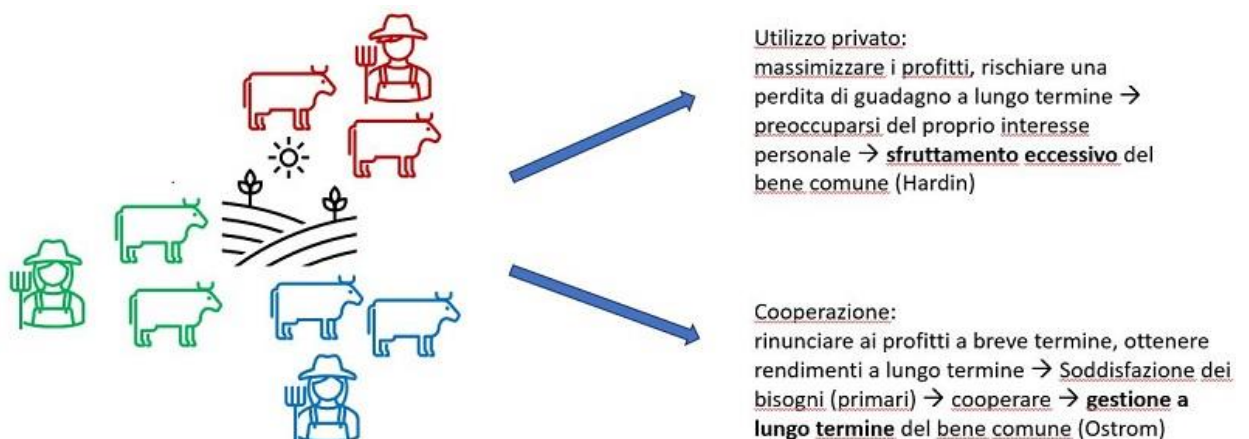 Utilizzo privato:
massimizzare i profitti, rischiare una
perdita di guadagno a lungo termine →
preoccuparsi del proprio interesse
personale → sfruttamento eccessivo del
bene comune (Hardin)
Cooperazione:
rinunciare ai profitti a breve termine, ottenere
rendimenti a lungo termine → Soddisfazione dei
bisogni (primari) → cooperare → gestione a
lungo termine del bene comune (Ostrom)